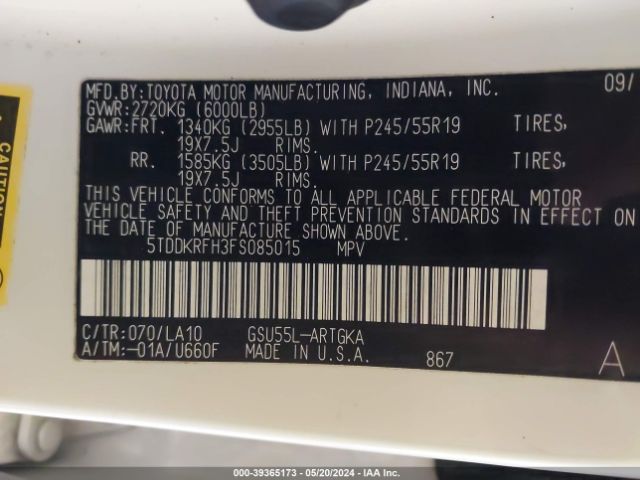 MFD.BY:TOYOTA MOTOR MANUFACTURING, INDIANA, INC. 09/
GVWR:2720KG (6000LB)
GAWR:FRT. 1340KG (2955LB) WITH P245/55R19 TIRES,
19X7.5J RIMS.
RR. 1585KG (3505LB) WITH P245/55R19 TIRES,
19X7.5J RIMS.
THIS VEHICLE CONFORMS TO ALL APPLICABLE FEDERAL MOTOR
VEHICLE SAFETY AND THEFT PREVENTION STANDARDS IN EFFECT ON
THE DATE OF MANUFACTURE SHOWN ABOVE.
5TDDKRFH3FS085015 MPV
C/TR:070/LA10 GSU55L-ARTGKA
A/TM:-01A/U660F MADE IN U.S.A. 867 A
CAUTION
000-39365173 - 05/20/2024 - IAA Inc.